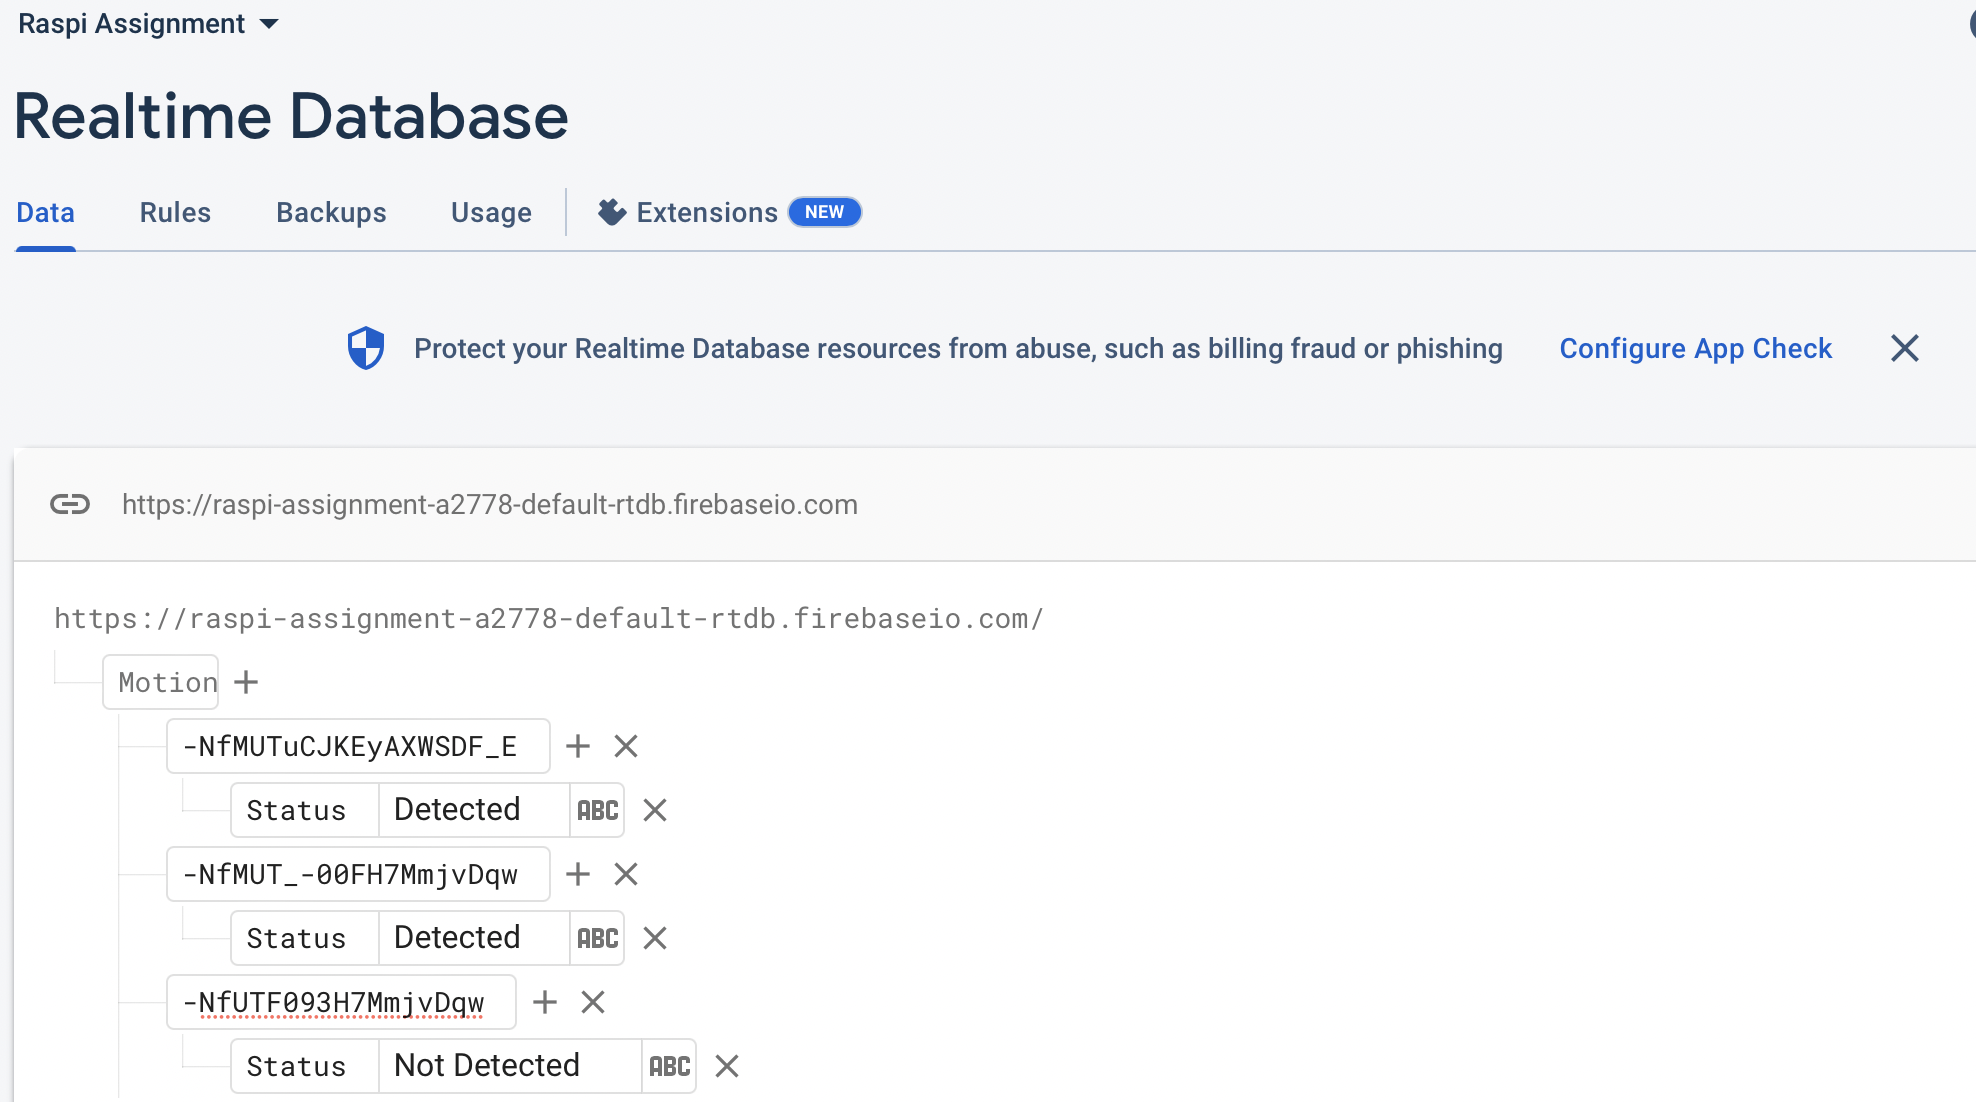 Raspi Assignment
Realtime Database
Data Rules Backups Usage Extensions NEW
Protect your Realtime Database resources from abuse, such as billing fraud or phishing Configure App Check
https://raspi-assignment-a2778-default-rtdb.firebaseio.com
https://raspi-assignment-a2778-default-rtdb.firebaseio.com/
Motion
-NfMUTuCJKEyAXWSDF_E
Status Detected ABC
-NfMUT_-00FH7MmjvDqw
Status Detected ABC
-NfUTF093H7MmjvDqw
Status Not Detected ABC